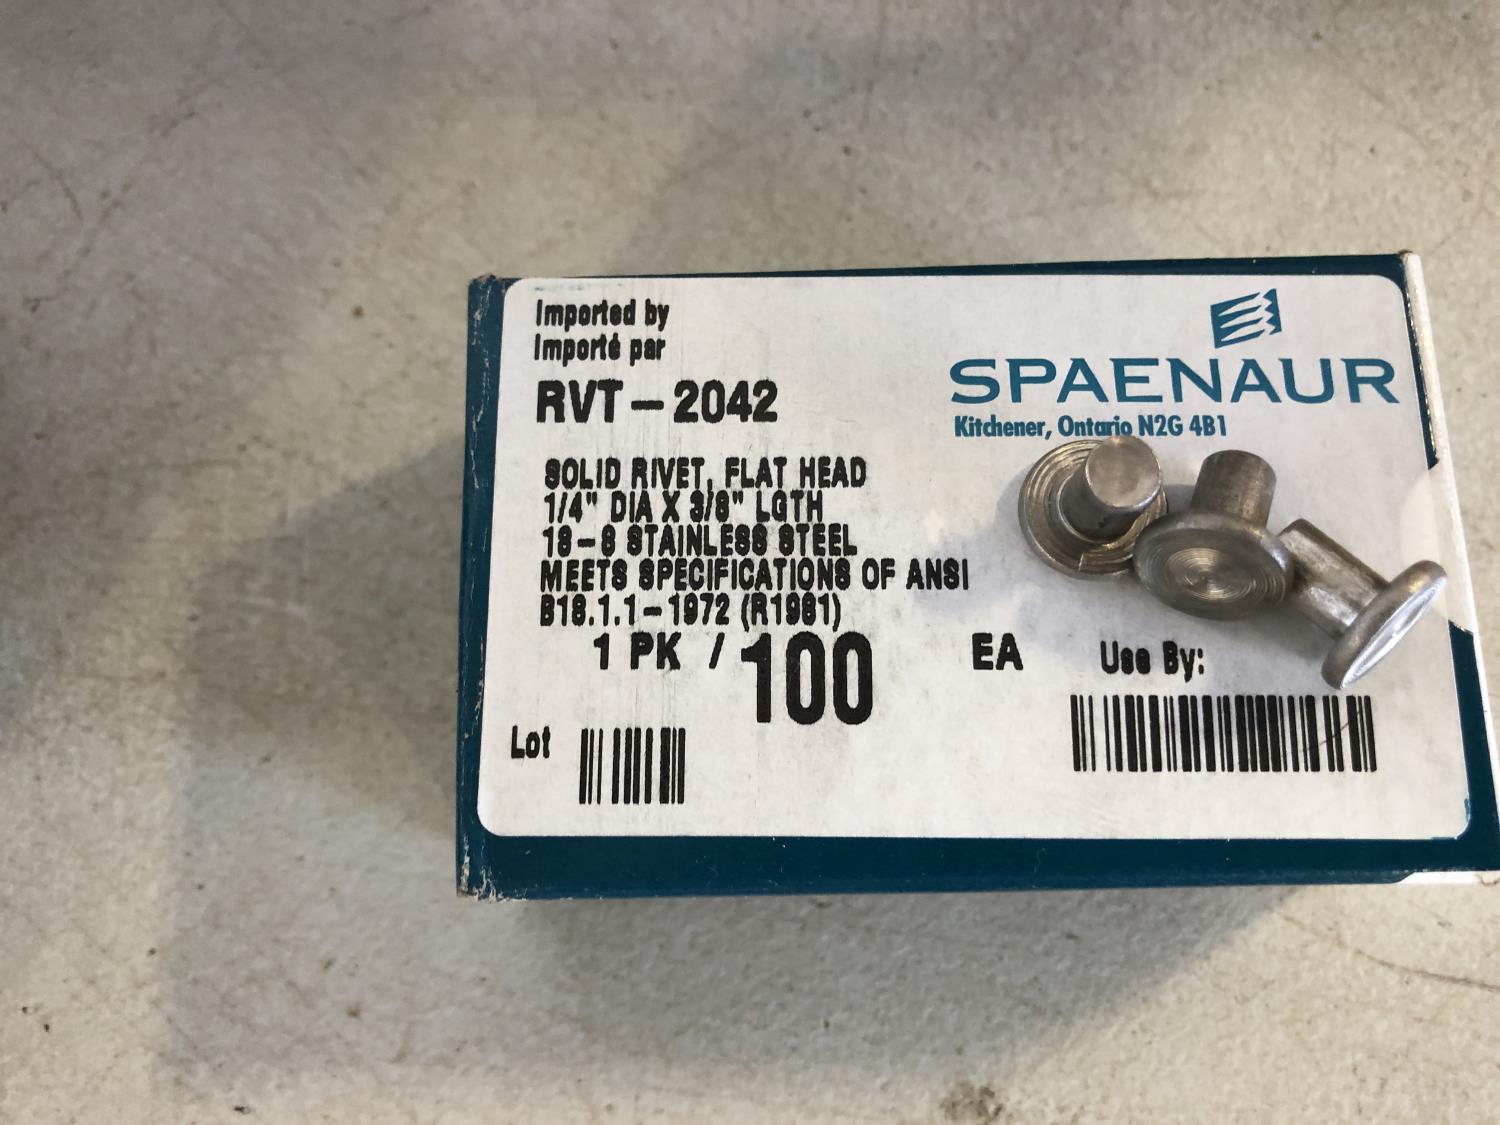 Imported by
Importé par
RVT-2042
SPAENAUR
Kitchener, Ontario N2G 4B1
SOLID RIVET, FLAT HEAD
1/4" DIA X 3/8" LGTH
18-8 STAINLESS STEEL
MEETS SPECIFICATIONS OF ANSI
B18.1.1-1972 (R1981)
1 PK / 100 EA
Use By:
Lot